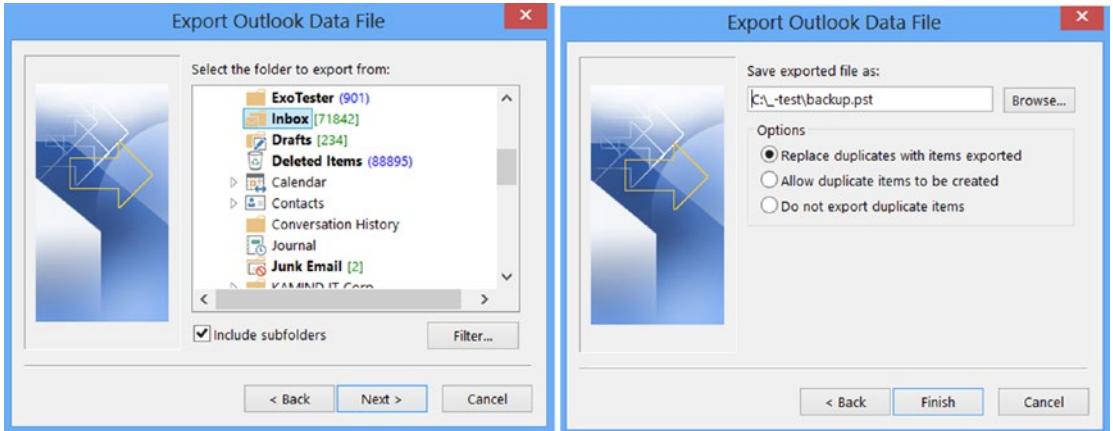 Export Outlook Data File
Select the folder to export from:
ExoTester (901)
Inbox [71842]
Drafts [234]
Deleted Items (88895)
Calendar
Contacts
Conversation History
Journal
Junk Email [2]
KAMIND IT Corp
Include subfolders
Filter...
< Back
Next >
Cancel
Export Outlook Data File
Save exported file as:
C:\_-test\backup.pst
Browse...
Options
Replace duplicates with items exported
Allow duplicate items to be created
Do not export duplicate items
< Back
Finish
Cancel